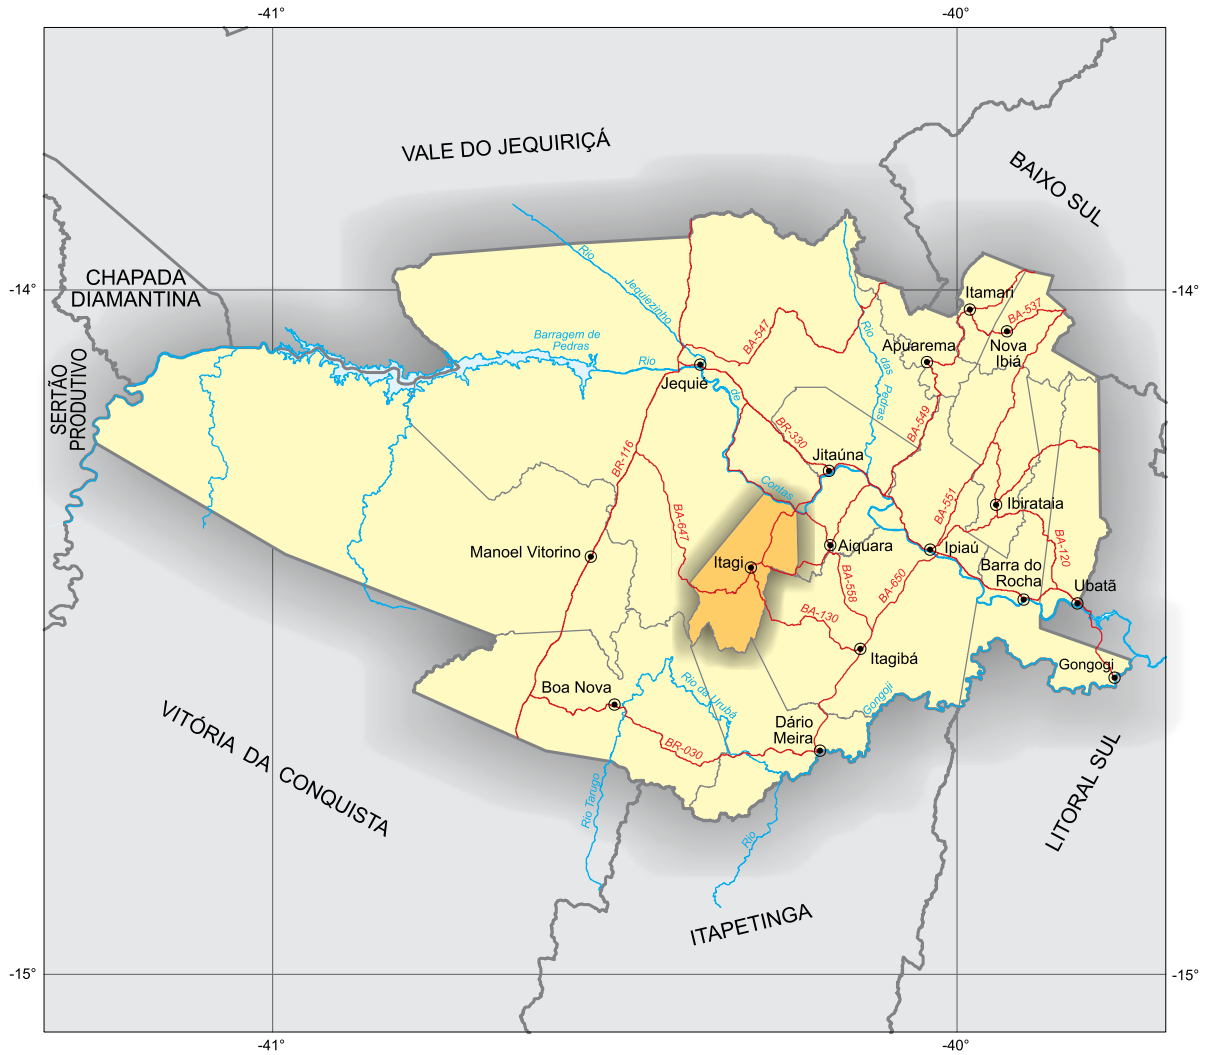 -41°
-40°
VALE DO JEQUIRIÇÁ
BAIXO SUL
CHAPADA
DIAMANTINA
-14°
-14°
SERTÃO
PRODUTIVO
Rio
Jequiezinho
Itamari
BA-537
Nova
Ibiá
Barragem de
Pedras
Rio
BA-547
Rio
das
Pedras
Apuarema
Jequié
de
BA-549
BR-330
BR-116
Jitaúna
Contas
BA-647
BA-551
Ibirataia
Manoel Vitorino
Itagi
Aiquara
Ipiaú
BA-120
Barra do
Rocha
Ubatã
BA-558
BA-650
BA-130
Itagibá
Gongogi
Boa Nova
Rio do Urubá
Gongoji
Dário
Meira
BR-030
VITÓRIA DA CONQUISTA
Rio Tarugo
Rio
LITORAL SUL
ITAPETINGA
-15°
-15°
-41°
-40°